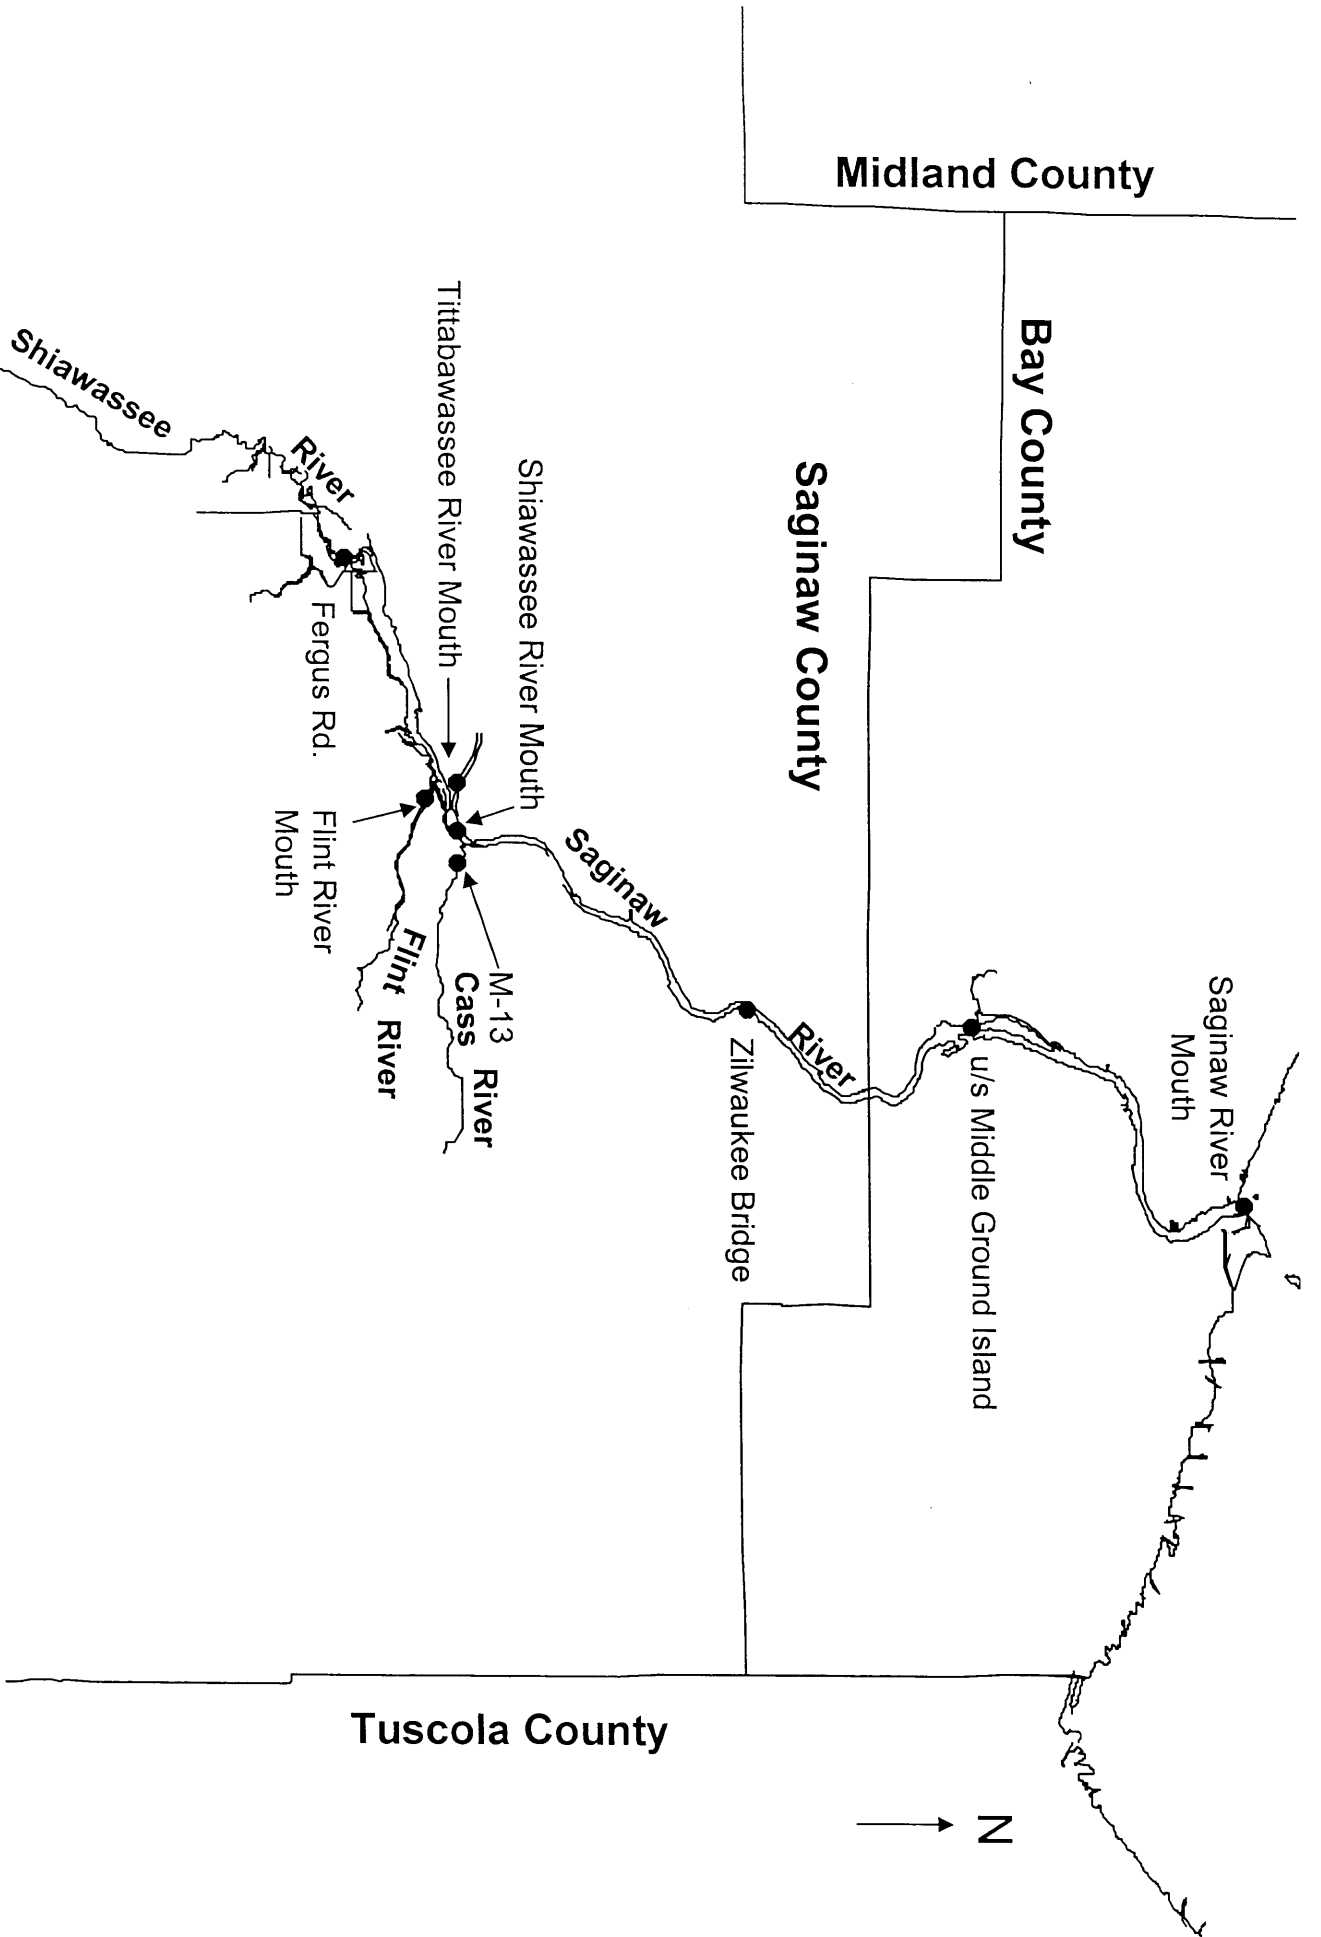 Midland County
Bay County
Saginaw County
Saginaw River
Mouth
u/s Middle Ground Island
Zilwaukee Bridge
Saginaw
River
Shiawassee River Mouth
Tittabawassee River Mouth
Shiawassee
River
Fergus Rd.
Flint River
Mouth
M-13
Cass River
Flint River
Tuscola County
N